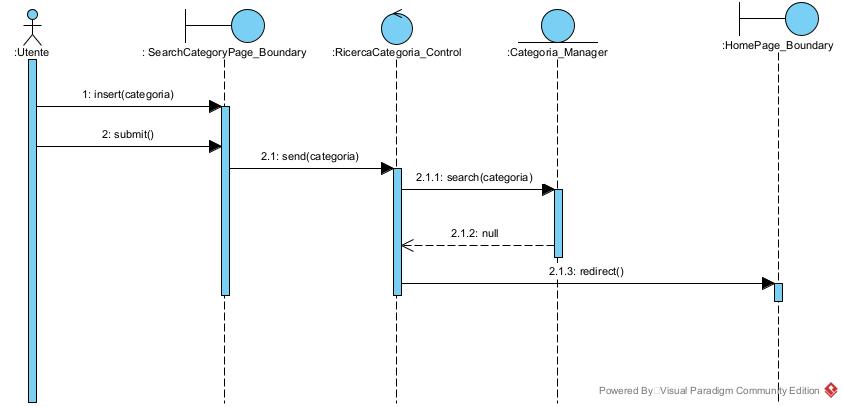 :Utente
: SearchCategoryPage_Boundary
:RicercaCategoria_Control
:Categoria_Manager
:HomePage_Boundary
1: insert(categoria)
2: submit()
2.1: send(categoria)
2.1.1: search(categoria)
2.1.2: null
2.1.3: redirect()
Powered By Visual Paradigm Community Edition